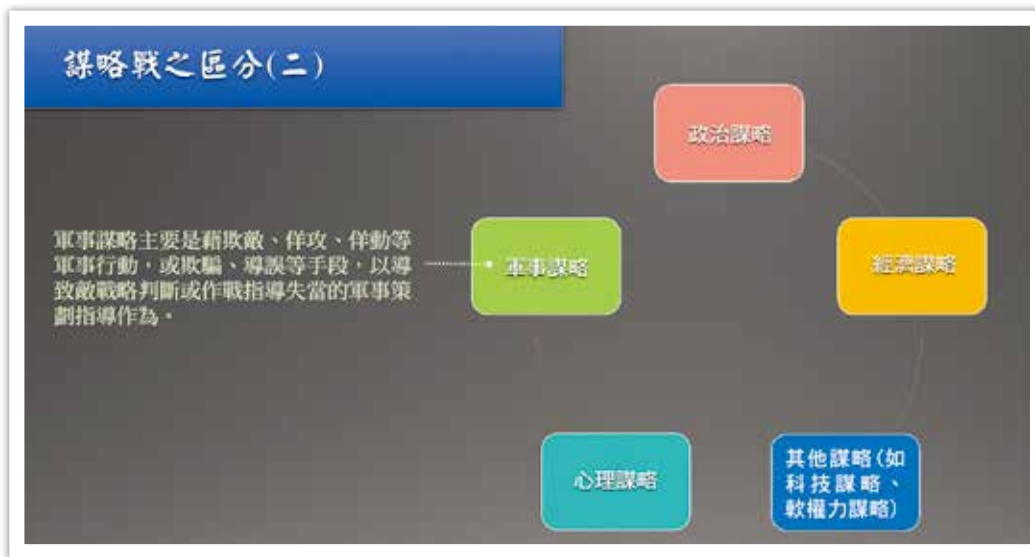 謀略戰之區分(二)
政治謀略
軍事謀略主要是藉欺敵、佯攻、佯動等
軍事行動，或欺騙、導誤等手段，以導
致敵戰略判斷或作戰指導失當的軍事策
劃指導作為。
軍事謀略
經濟謀略
心理謀略
其他謀略(如
科技謀略、
軟權力謀略)